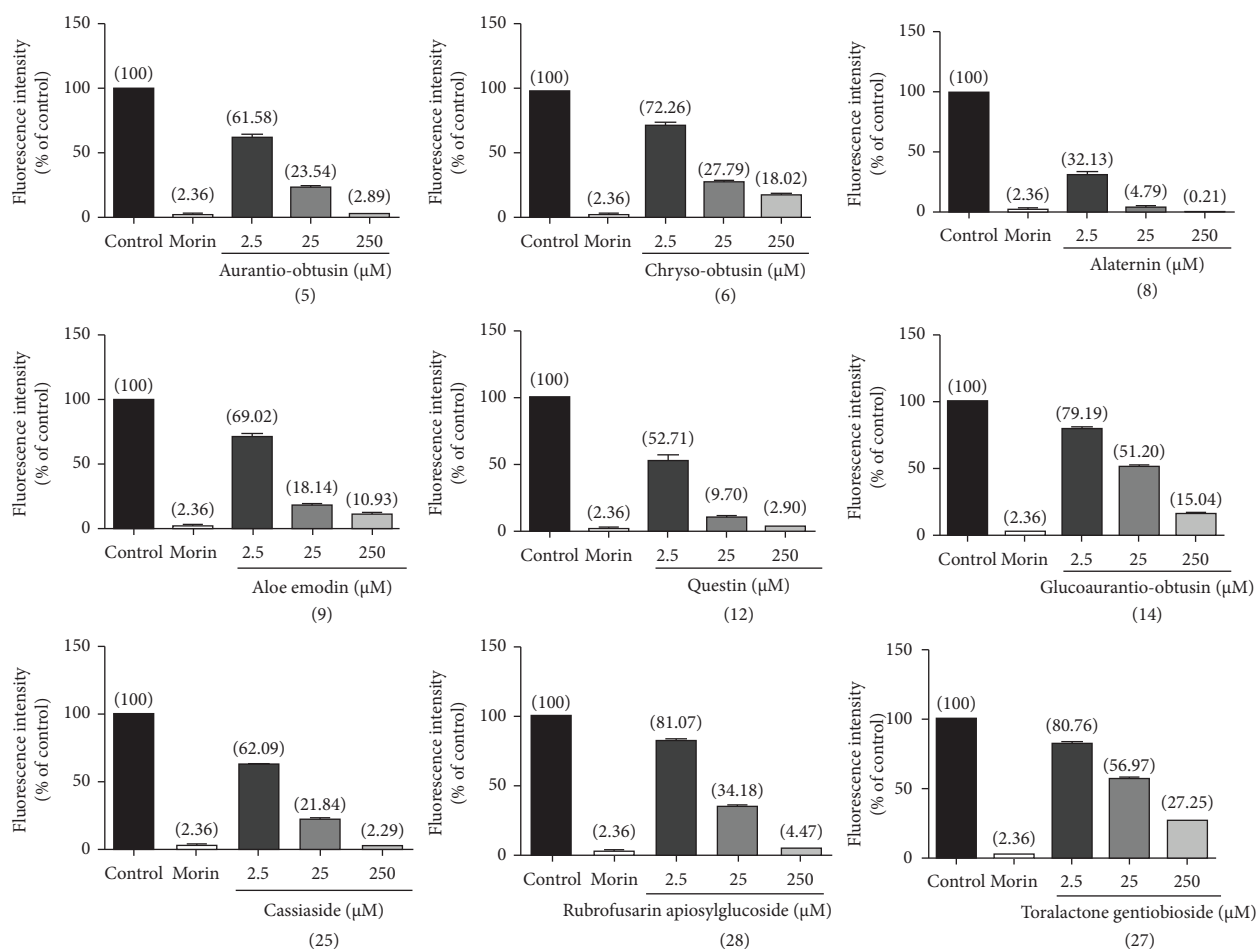 Fluorescence intensity
(% of control)
150
100
50
0
(100)
(2.36)
(61.58)
(23.54)
(2.89)
Control Morin 2.5 25 250
Aurantio-obtusin (µM)
(5)
Fluorescence intensity
(% of control)
150
100
50
0
(100)
(2.36)
(72.26)
(27.79)
(18.02)
Control Morin 2.5 25 250
Chryso-obtusin (µM)
(6)
Fluorescence intensity
(% of control)
150
100
50
0
(100)
(2.36)
(32.13)
(4.79)
(0.21)
Control Morin 2.5 25 250
Alaternin (µM)
(8)
Fluorescence intensity
(% of control)
150
100
50
0
(100)
(2.36)
(69.02)
(18.14)
(10.93)
Control Morin 2.5 25 250
Aloe emodin (µM)
(9)
Fluorescence intensity
(% of control)
150
100
50
0
(100)
(2.36)
(52.71)
(9.70)
(2.90)
Control Morin 2.5 25 250
Questin (µM)
(12)
Fluorescence intensity
(% of control)
150
100
50
0
(100)
(2.36)
(79.19)
(51.20)
(15.04)
Control Morin 2.5 25 250
Glucoaurantio-obtusin (µM)
(14)
Fluorescence intensity
(% of control)
150
100
50
0
(100)
(2.36)
(62.09)
(21.84)
(2.29)
Control Morin 2.5 25 250
Cassiaside (µM)
(25)
Fluorescence intensity
(% of control)
150
100
50
0
(100)
(2.36)
(81.07)
(34.18)
(4.47)
Control Morin 2.5 25 250
Rubrofusarin apiosylglucoside (µM)
(28)
Fluorescence intensity
(% of control)
150
100
50
0
(100)
(2.36)
(80.76)
(56.97)
(27.25)
Control Morin 2.5 25 250
Toralactone gentiobioside (µM)
(27)